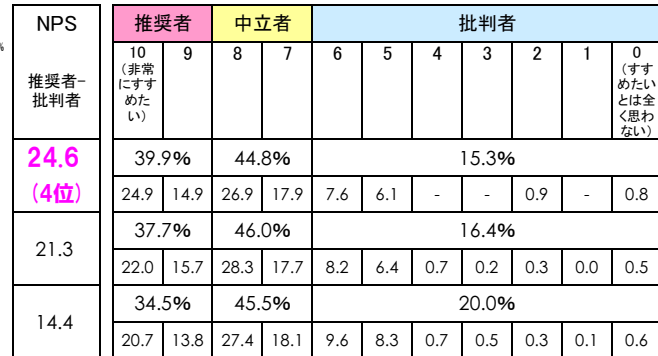 %
NPS
推奨者-
批判者
推奨者 中立者 批判者
10
(非常
にすす
めた
い)
9 8 7 6 5 4 3 2 1
0
(すす
めたい
とは全
く思わ
ない)
24.6
(4位)
39.9% 44.8% 15.3%
24.9 14.9 26.9 17.9 7.6 6.1 - - 0.9 - 0.8
21.3
37.7% 46.0% 16.4%
22.0 15.7 28.3 17.7 8.2 6.4 0.7 0.2 0.3 0.0 0.5
14.4
34.5% 45.5% 20.0%
20.7 13.8 27.4 18.1 9.6 8.3 0.7 0.5 0.3 0.1 0.6